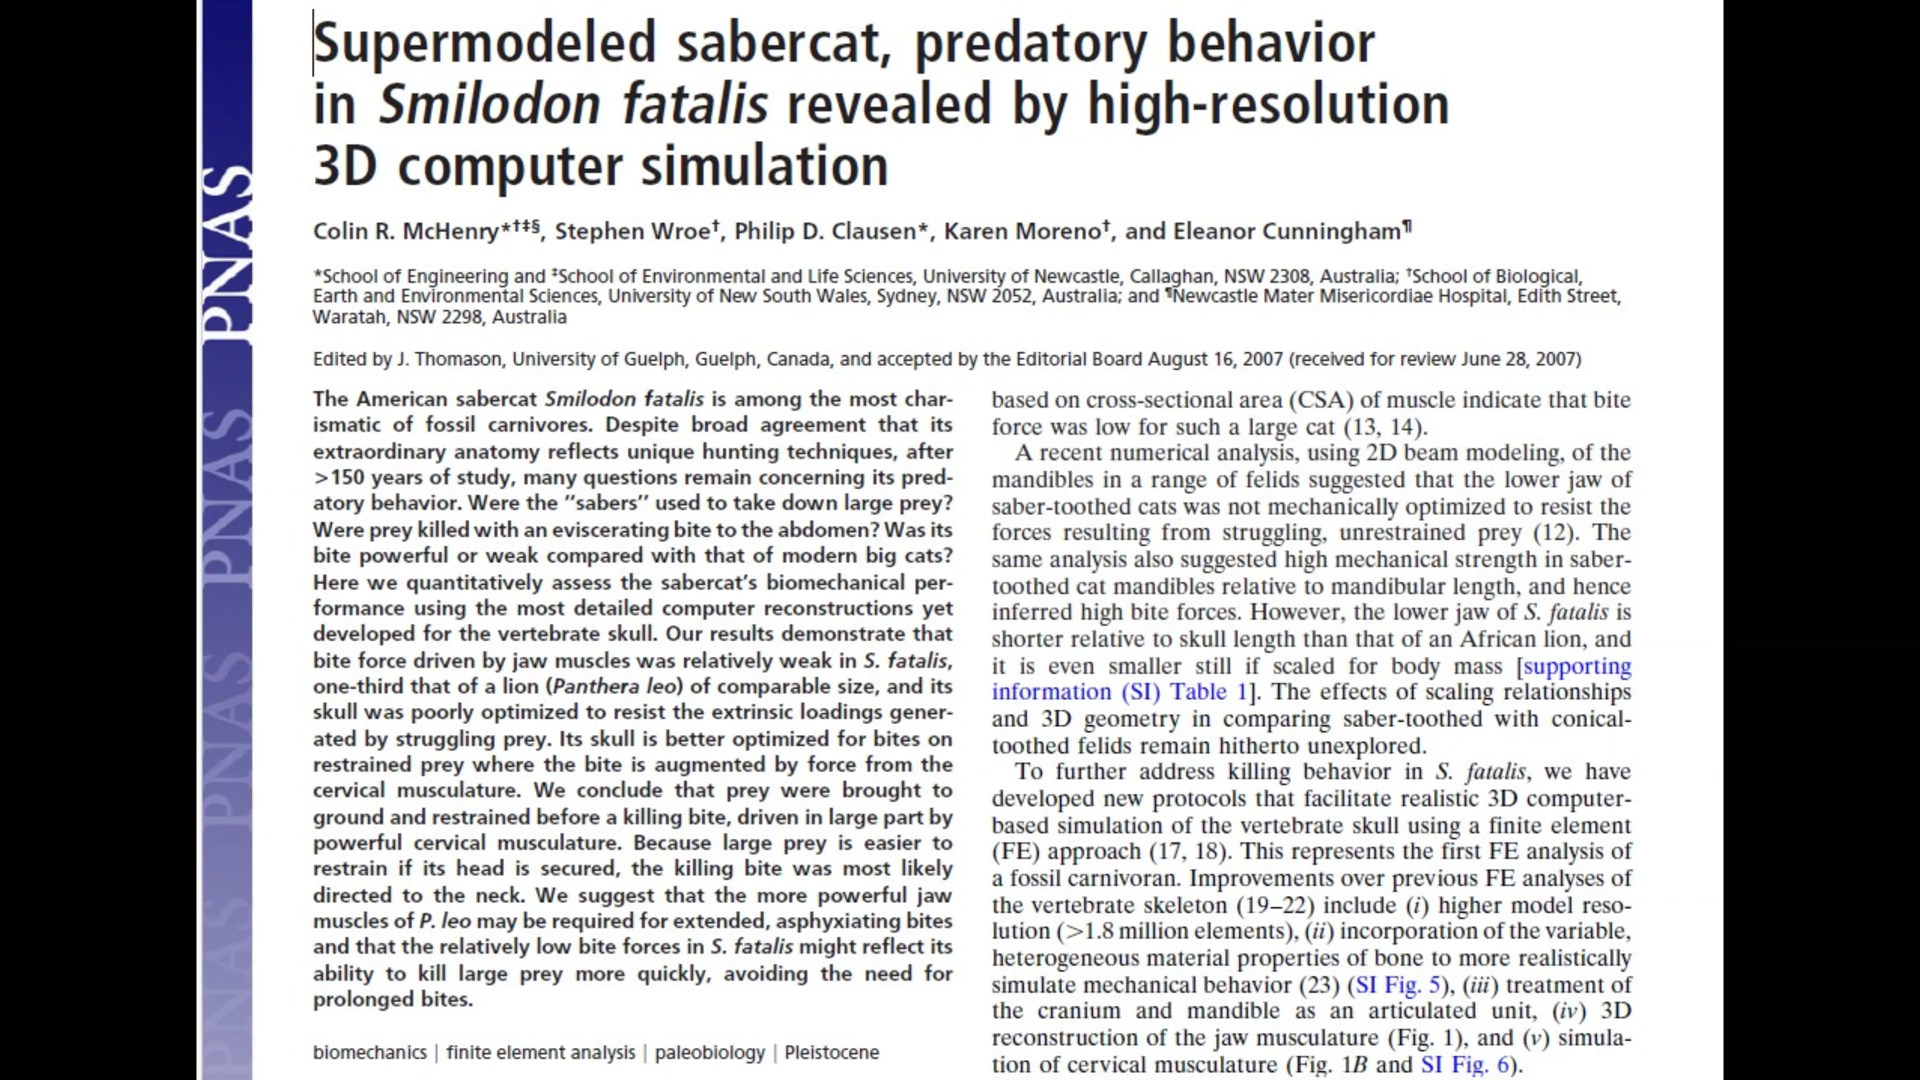 Supermodeled sabercat, predatory behavior
in Smilodon fatalis revealed by high-resolution
3D computer simulation
Colin R. McHenry*†‡§, Stephen Wroe†, Philip D. Clausen*, Karen Moreno†, and Eleanor Cunningham¶
*School of Engineering and ‡School of Environmental and Life Sciences, University of Newcastle, Callaghan, NSW 2308, Australia; †School of Biological,
Earth and Environmental Sciences, University of New South Wales, Sydney, NSW 2052, Australia; and ¶Newcastle Mater Misericordiae Hospital, Edith Street,
Waratah, NSW 2298, Australia
Edited by J. Thomason, University of Guelph, Guelph, Canada, and accepted by the Editorial Board August 16, 2007 (received for review June 28, 2007)
The American sabercat Smilodon fatalis is among the most char-
ismatic of fossil carnivores. Despite broad agreement that its
extraordinary anatomy reflects unique hunting techniques, after
>150 years of study, many questions remain concerning its pred-
atory behavior. Were the "sabers" used to take down large prey?
Were prey killed with an eviscerating bite to the abdomen? Was its
bite powerful or weak compared with that of modern big cats?
Here we quantitatively assess the sabercat's biomechanical per-
formance using the most detailed computer reconstructions yet
developed for the vertebrate skull. Our results demonstrate that
bite force driven by jaw muscles was relatively weak in S. fatalis,
one-third that of a lion (Panthera leo) of comparable size, and its
skull was poorly optimized to resist the extrinsic loadings gener-
ated by struggling prey. Its skull is better optimized for bites on
restrained prey where the bite is augmented by force from the
cervical musculature. We conclude that prey were brought to
ground and restrained before a killing bite, driven in large part by
powerful cervical musculature. Because large prey is easier to
restrain if its head is secured, the killing bite was most likely
directed to the neck. We suggest that the more powerful jaw
muscles of P. leo may be required for extended, asphyxiating bites
and that the relatively low bite forces in S. fatalis might reflect its
ability to kill large prey more quickly, avoiding the need for
prolonged bites.
biomechanics | finite element analysis | paleobiology | Pleistocene
based on cross-sectional area (CSA) of muscle indicate that bite
force was low for such a large cat (13, 14).
A recent numerical analysis, using 2D beam modeling, of the
mandibles in a range of felids suggested that the lower jaw of
saber-toothed cats was not mechanically optimized to resist the
forces resulting from struggling, unrestrained prey (12). The
same analysis also suggested high mechanical strength in saber-
toothed cat mandibles relative to mandibular length, and hence
inferred high bite forces. However, the lower jaw of S. fatalis is
shorter relative to skull length than that of an African lion, and
it is even smaller still if scaled for body mass [supporting
information (SI) Table 1]. The effects of scaling relationships
and 3D geometry in comparing saber-toothed with conical-
toothed felids remain hitherto unexplored.
To further address killing behavior in S. fatalis, we have
developed new protocols that facilitate realistic 3D computer-
based simulation of the vertebrate skull using a finite element
(FE) approach (17, 18). This represents the first FE analysis of
a fossil carnivoran. Improvements over previous FE analyses of
the vertebrate skeleton (19–22) include (i) higher model reso-
lution (>1.8 million elements), (ii) incorporation of the variable,
heterogeneous material properties of bone to more realistically
simulate mechanical behavior (23) (SI Fig. 5), (iii) treatment of
the cranium and mandible as an articulated unit, (iv) 3D
reconstruction of the jaw musculature (Fig. 1), and (v) simula-
tion of cervical musculature (Fig. 1B and SI Fig. 6).
PNAS
PNAS
PNAS
PNAS